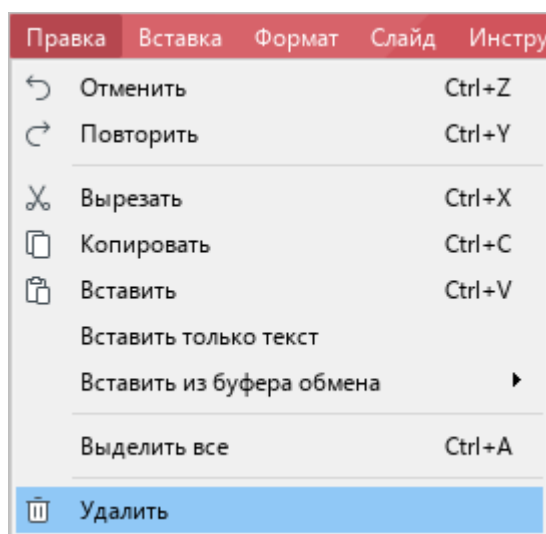 Правка Вставка Формат Слайд Инстру
Отменить Ctrl+Z
Повторить Ctrl+Y
Вырезать Ctrl+X
Копировать Ctrl+C
Вставить Ctrl+V
Вставить только текст
Вставить из буфера обмена
Выделить все Ctrl+A
Удалить